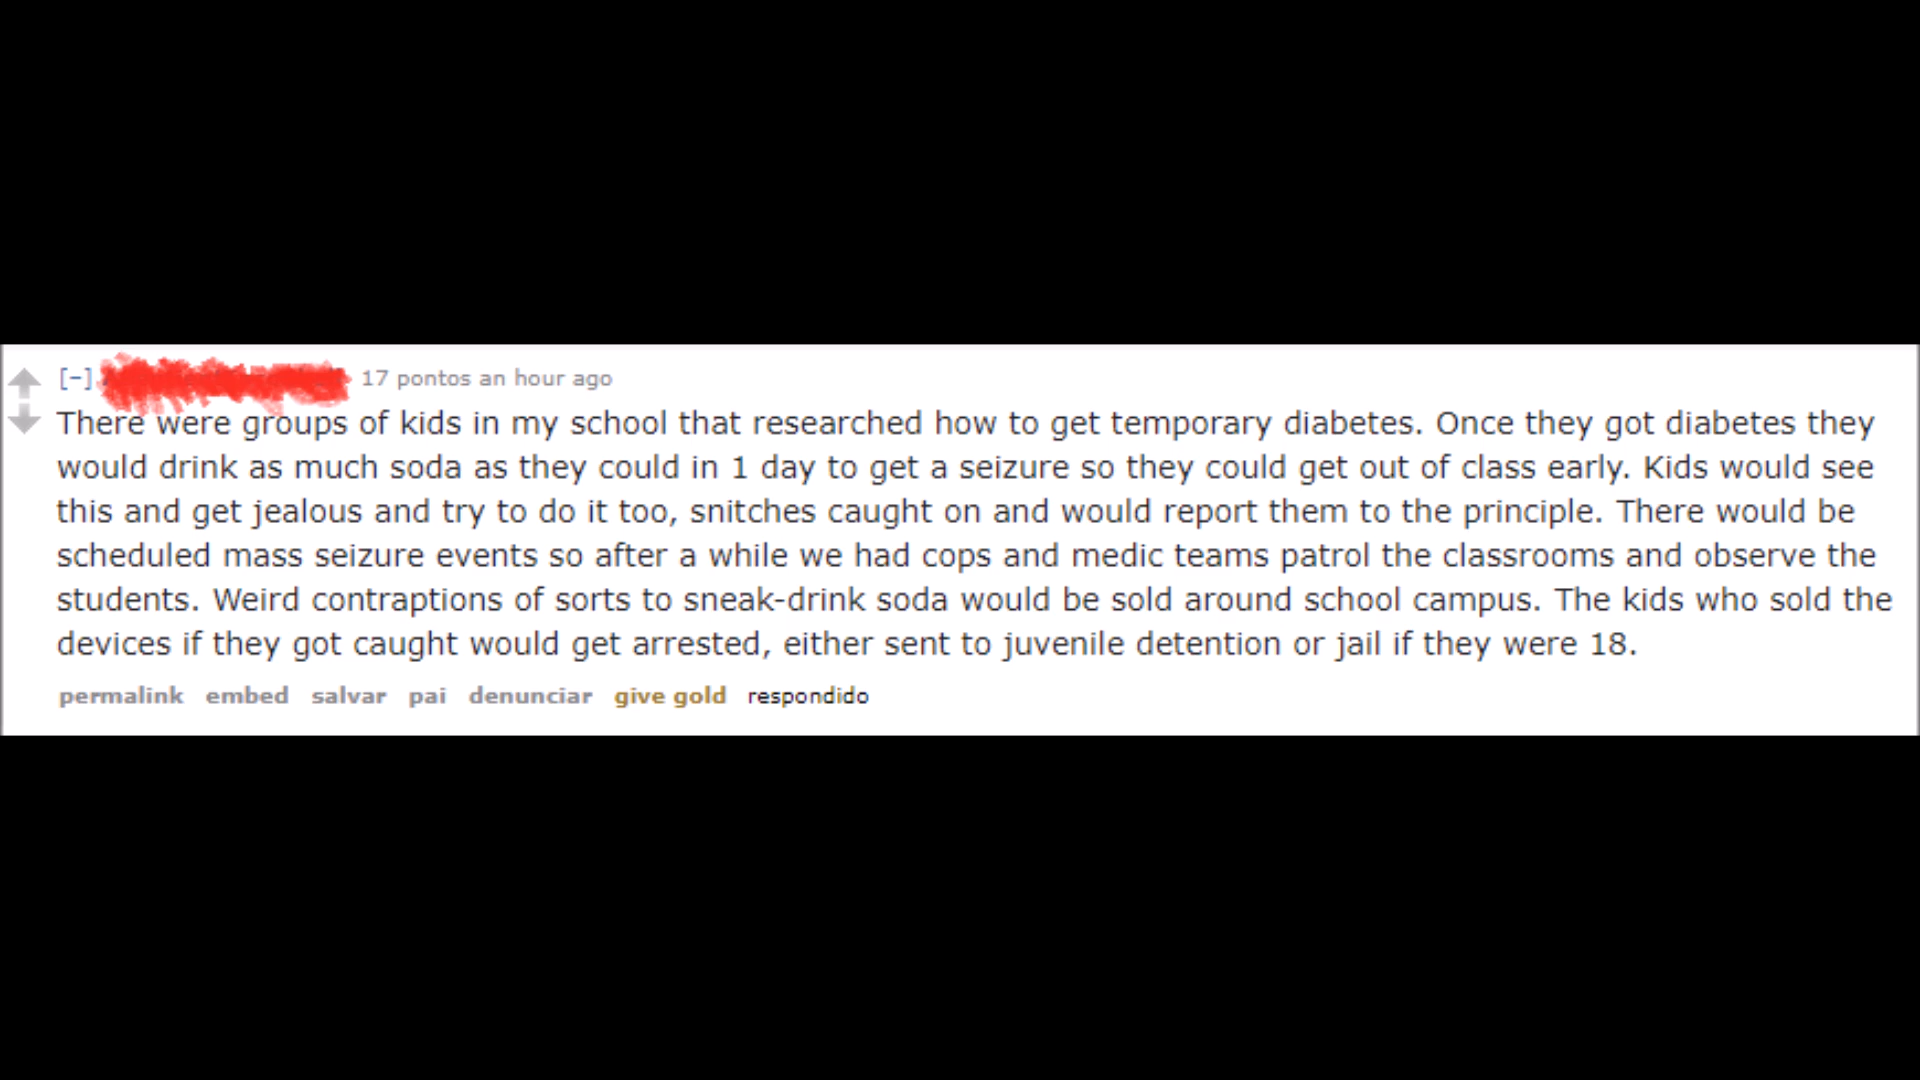 [-] 17 pontos an hour ago
There were groups of kids in my school that researched how to get temporary diabetes. Once they got diabetes they
would drink as much soda as they could in 1 day to get a seizure so they could get out of class early. Kids would see
this and get jealous and try to do it too, snitches caught on and would report them to the principle. There would be
scheduled mass seizure events so after a while we had cops and medic teams patrol the classrooms and observe the
students. Weird contraptions of sorts to sneak-drink soda would be sold around school campus. The kids who sold the
devices if they got caught would get arrested, either sent to juvenile detention or jail if they were 18.
permalink embed salvar pai denunciar give gold respondido